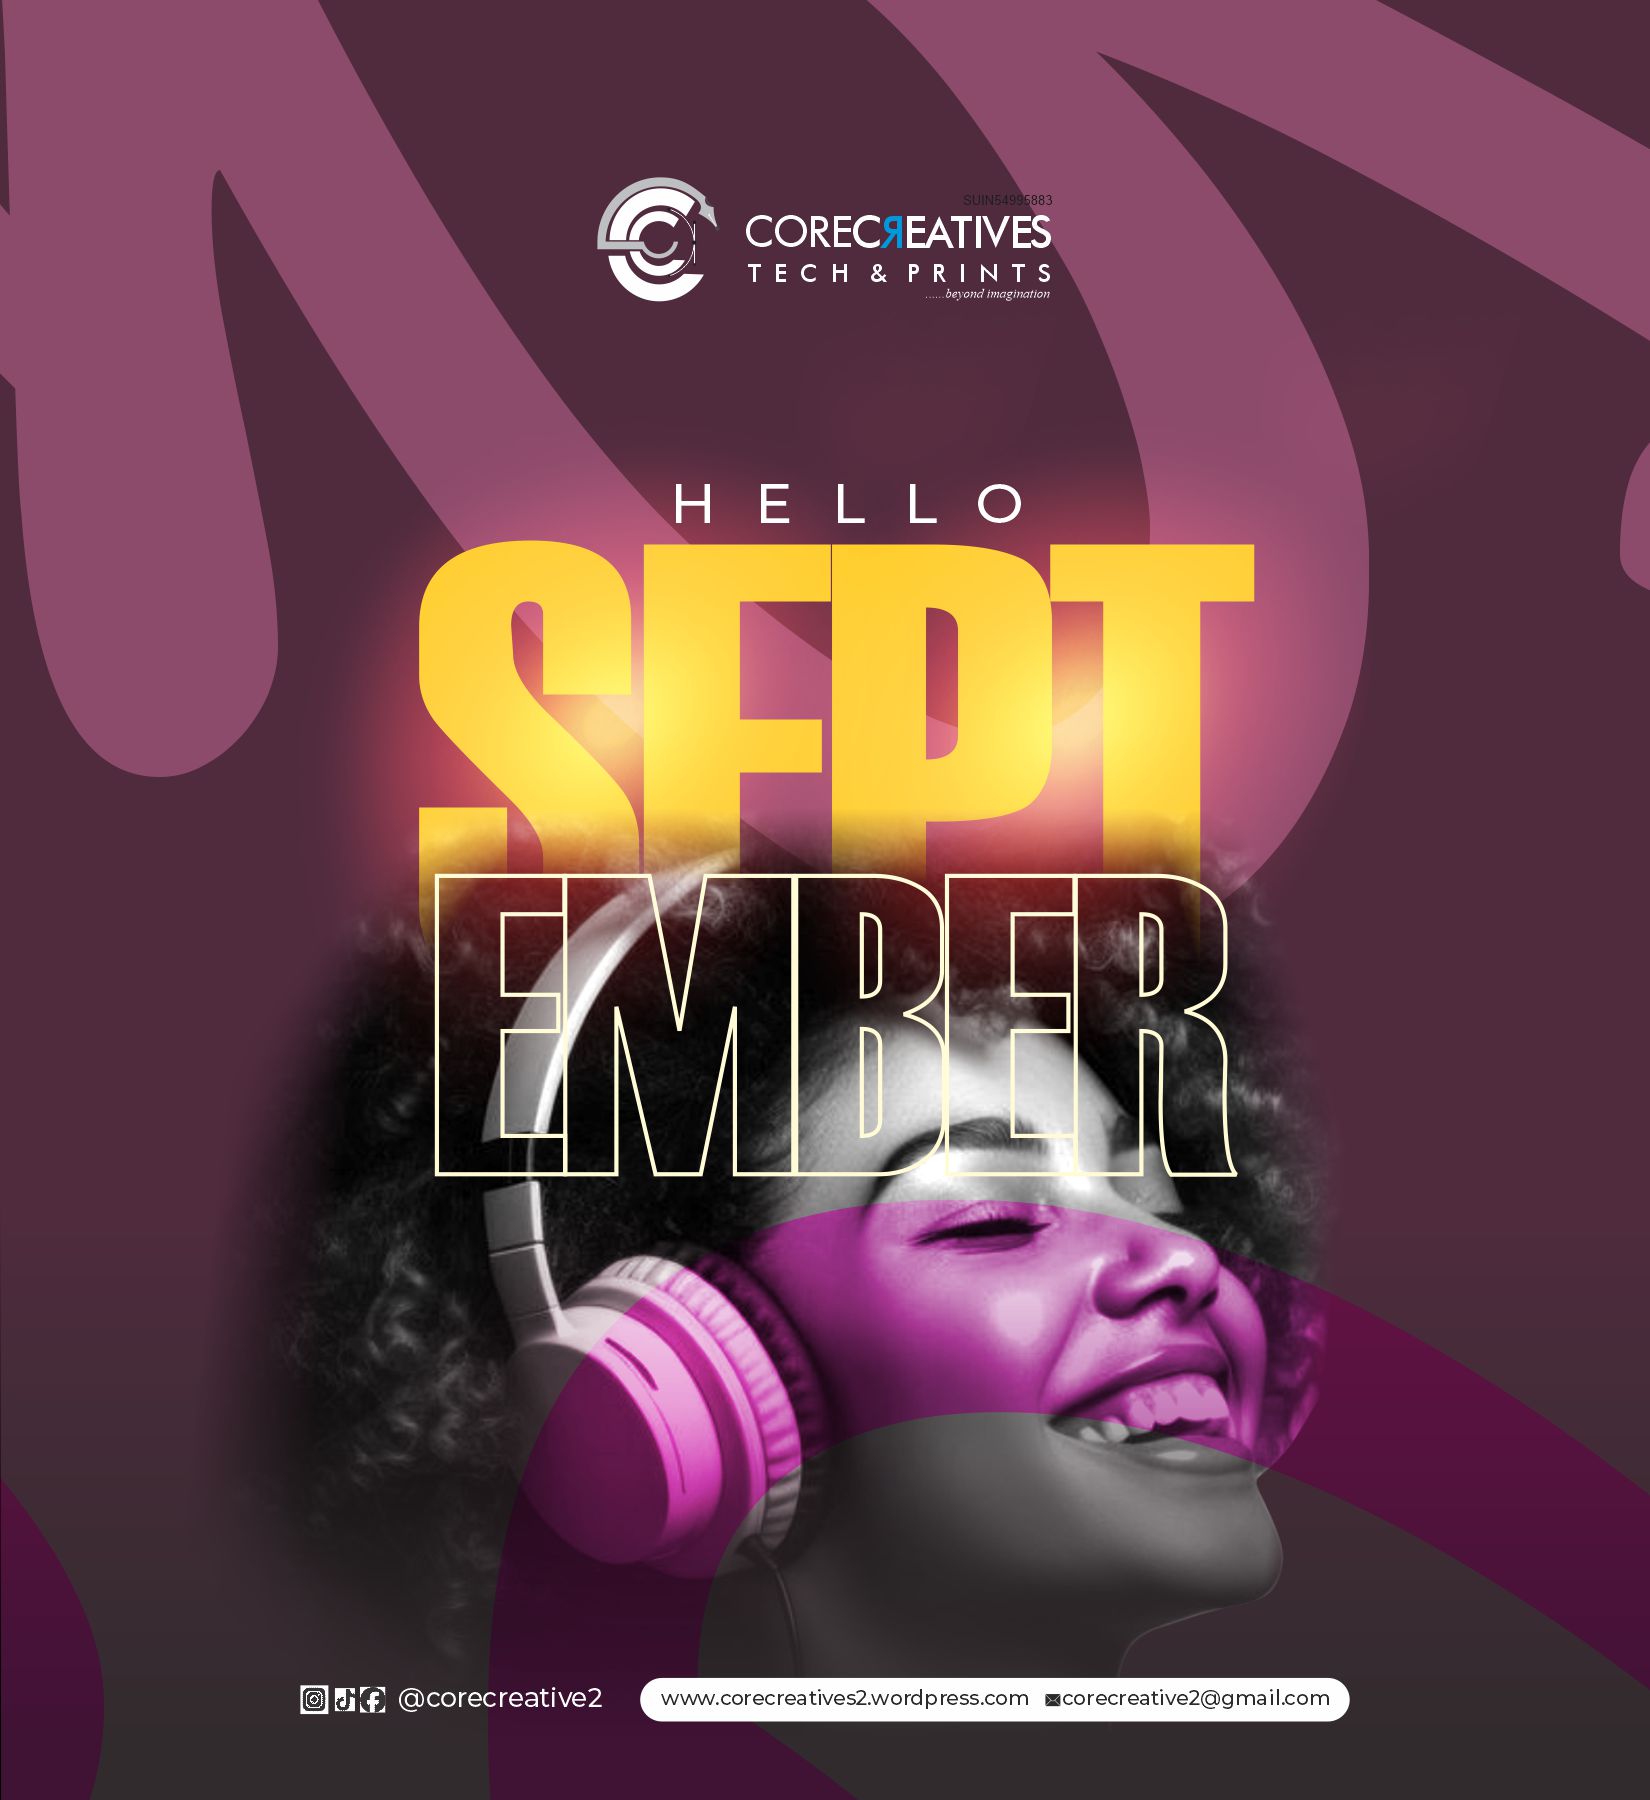 SUIN54995883
CORECREATIVES
TECH & PRINTS
......beyond imagination
HELLO
SEPT
EMBER
@corecreative2
www.corecreatives2.wordpress.com corecreative2@gmail.com